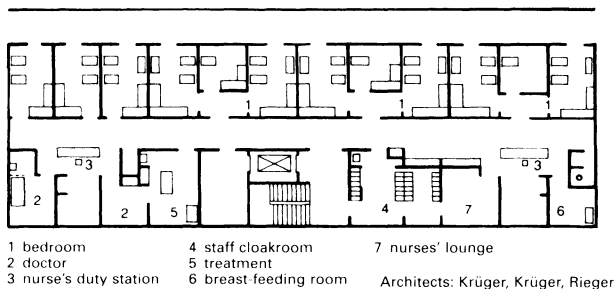 1 1 1
3 3
2 2 5 4 7 6
1 bedroom
2 doctor
3 nurse's duty station
4 staff cloakroom
5 treatment
6 breast-feeding room
7 nurses' lounge
Architects: Krüger, Krüger, Rieger